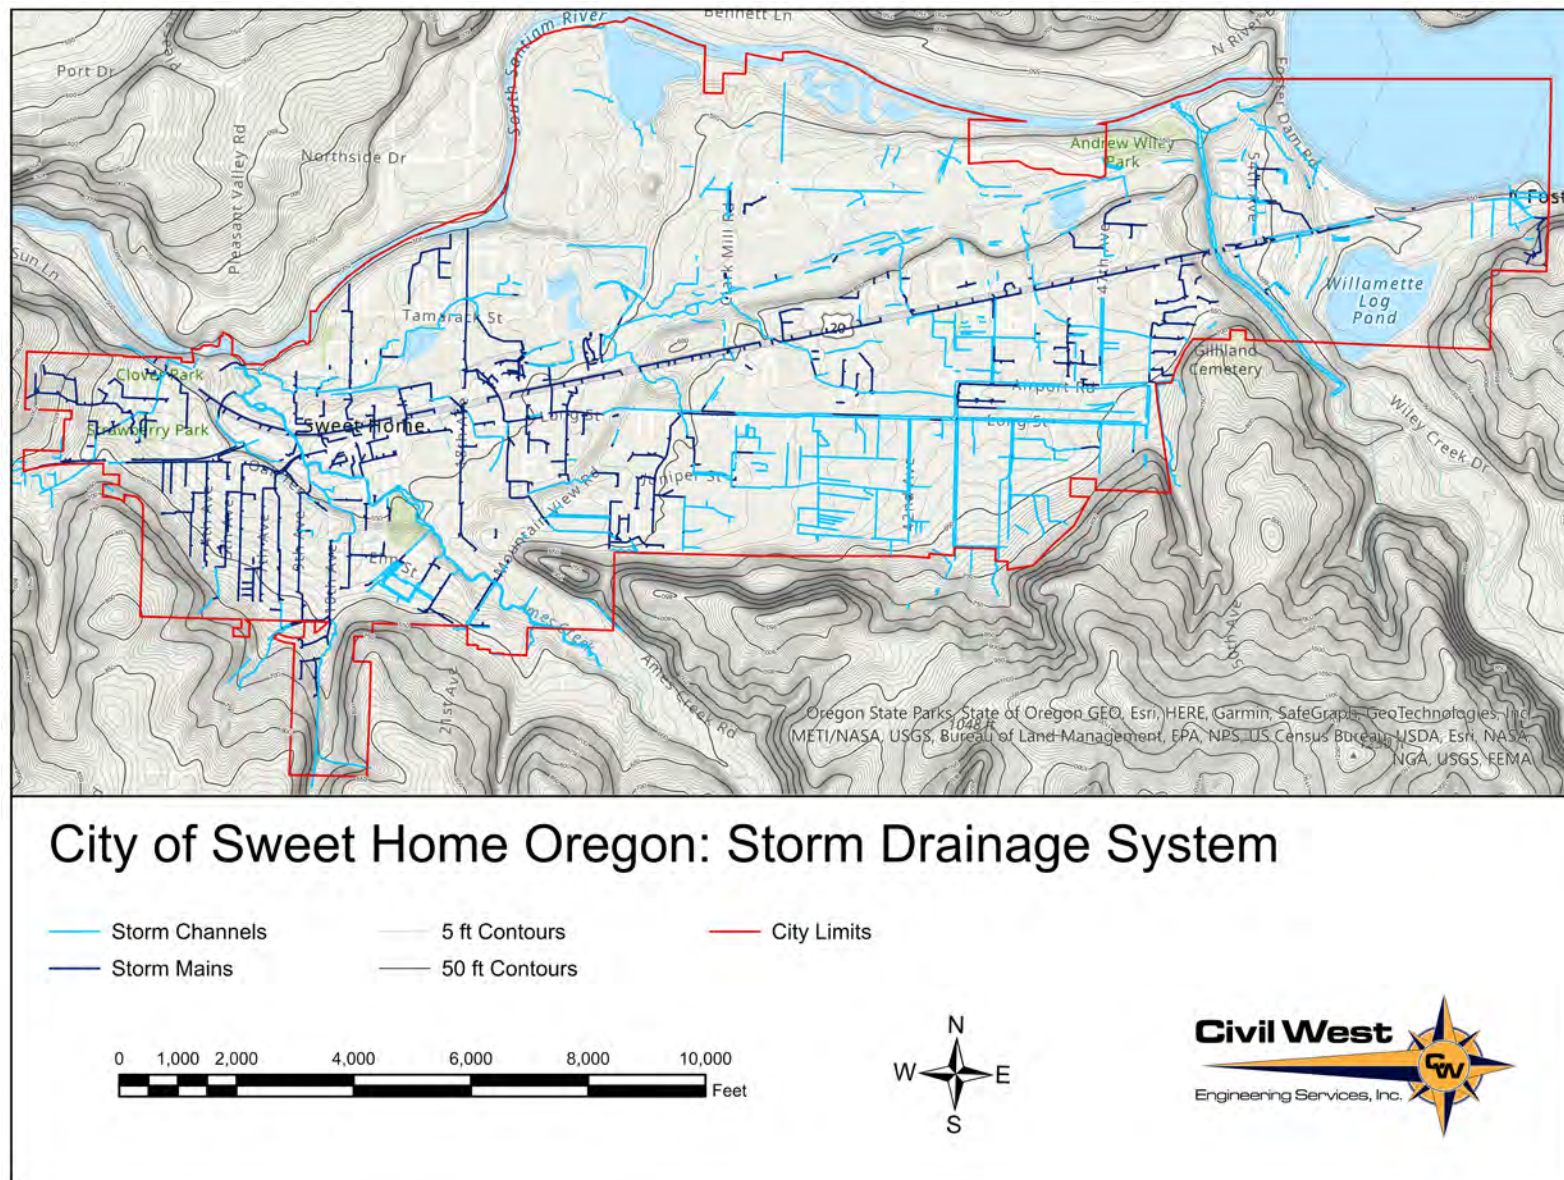 Bennett Ln
South Santiam River
N River
Port Dr
Foster Dam Rd
Pleasant Valley Rd
Northside Dr
Andrew Wiley
Park
54th Ave
Clark Mill Rd
47th Ave
Sun Ln
Willamette
Log
Pond
Tamarack St
20
Clover Park
Gilliland
Cemetery
Airport Rd
Strawberry Park
Sweet Home
Long St
Long St
18th Ave
Wiley Creek Dr
Juniper St
Mountain View Rd
Elm St
Ames Creek
50th Ave
21st Ave
Ames Creek Rd
Oregon State Parks, State of Oregon GEO, Esri, HERE, Garmin, SafeGraph, GeoTechnologies, Inc,
1048 ft
METI/NASA, USGS, Bureau of Land Management, EPA, NPS, US Census Bureau, USDA, Esri, NASA,
NGA, USGS, FEMA
City of Sweet Home Oregon: Storm Drainage System
Storm Channels
5 ft Contours
City Limits
Storm Mains
50 ft Contours
0 1,000 2,000 4,000 6,000 8,000 10,000
Feet
N
W E
S
Civil West
CW
Engineering Services, Inc.